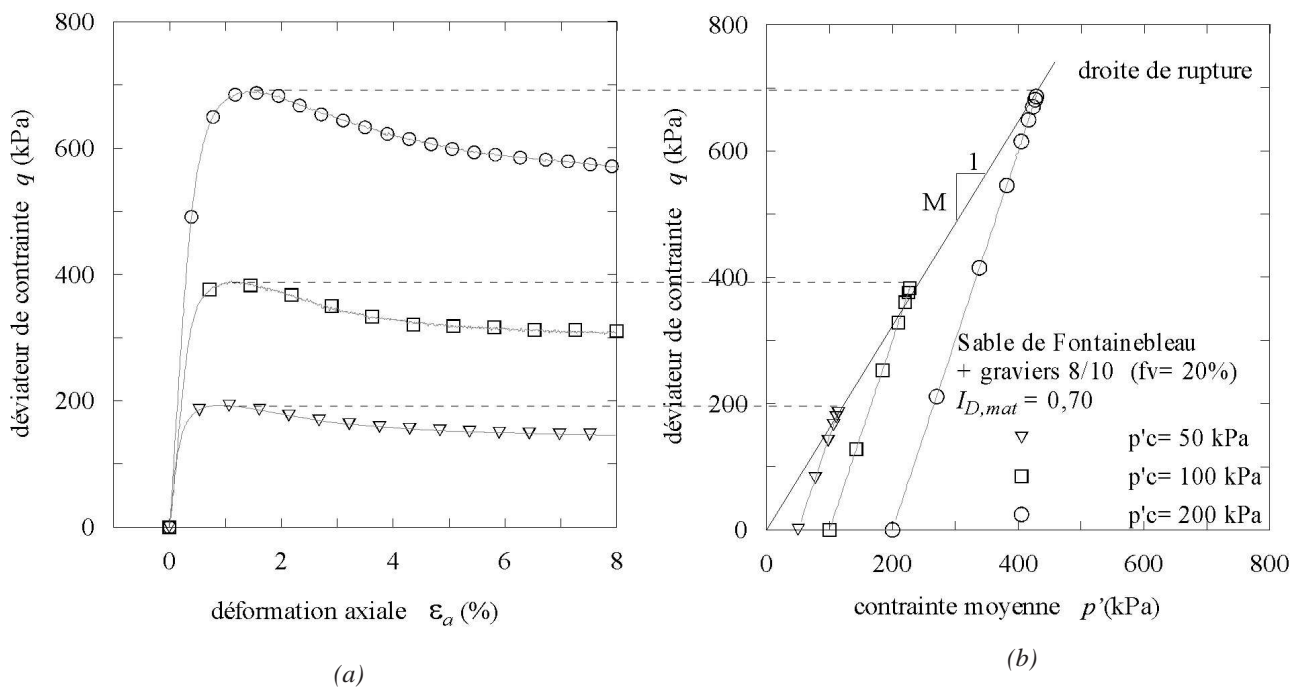 800
600
400
200
0
déviateur de contrainte q (kPa)
0
2
4
6
8
déformation axiale εa (%)
(a)
800
600
400
200
0
déviateur de contrainte q (kPa)
droite de rupture
1
M
Sable de Fontainebleau
+ graviers 8/10 (fv= 20%)
ID,mat = 0,70
p'c= 50 kPa
p'c= 100 kPa
p'c= 200 kPa
0
200
400
600
800
contrainte moyenne p'(kPa)
(b)